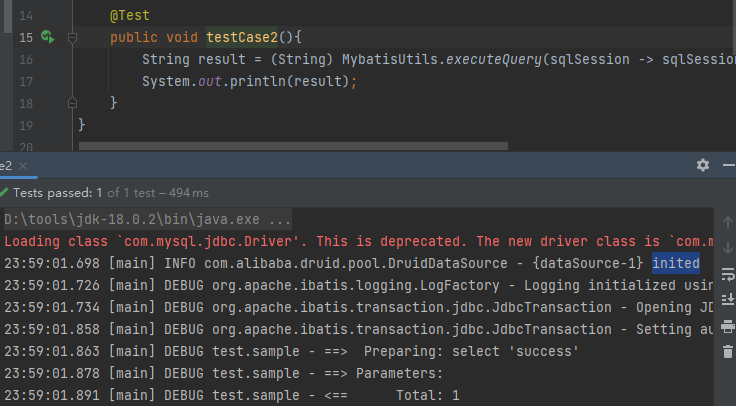 14 @Test
15 public void testCase2(){
16 String result = (String) MybatisUtils.executeQuery(sqlSession -> sqlSession
17 System.out.println(result);
18 }
19 }
20
e2 ×
Tests passed: 1 of 1 test – 494 ms
D:\tools\jdk-18.0.2\bin\java.exe ...
Loading class `com.mysql.jdbc.Driver'. This is deprecated. The new driver class is `com.m
23:59:01.698 [main] INFO com.alibaba.druid.pool.DruidDataSource - {dataSource-1} inited
23:59:01.726 [main] DEBUG org.apache.ibatis.logging.LogFactory - Logging initialized usin
23:59:01.734 [main] DEBUG org.apache.ibatis.transaction.jdbc.JdbcTransaction - Opening JD
23:59:01.858 [main] DEBUG org.apache.ibatis.transaction.jdbc.JdbcTransaction - Setting au
23:59:01.863 [main] DEBUG test.sample - ==>  Preparing: select 'success'
23:59:01.878 [main] DEBUG test.sample - ==> Parameters:
23:59:01.891 [main] DEBUG test.sample - <==      Total: 1